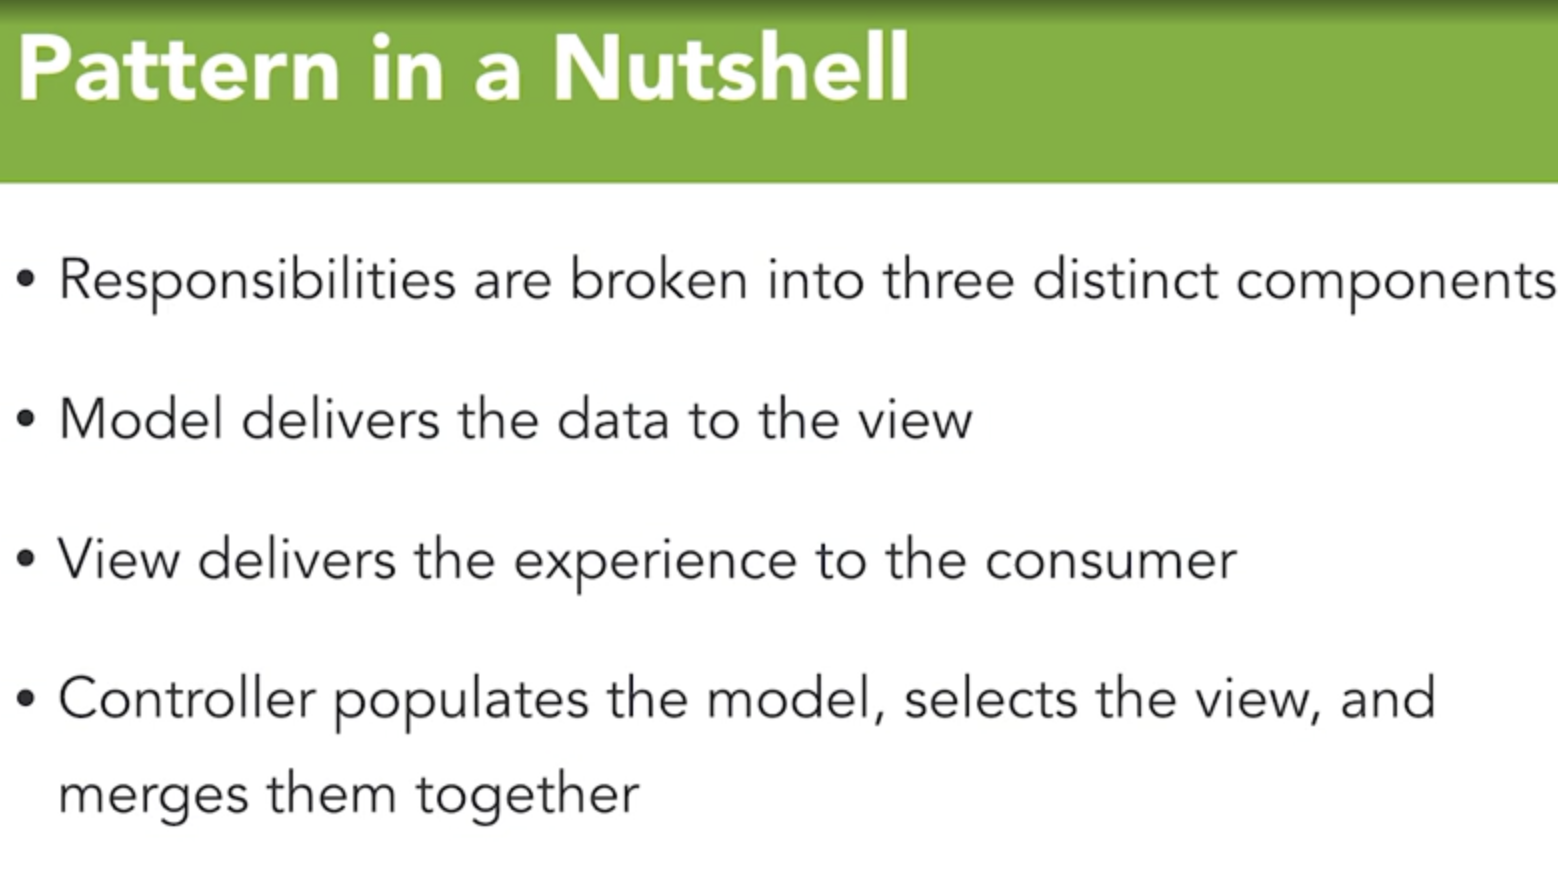 Pattern in a Nutshell
• Responsibilities are broken into three distinct components
• Model delivers the data to the view
• View delivers the experience to the consumer
• Controller populates the model, selects the view, and
merges them together